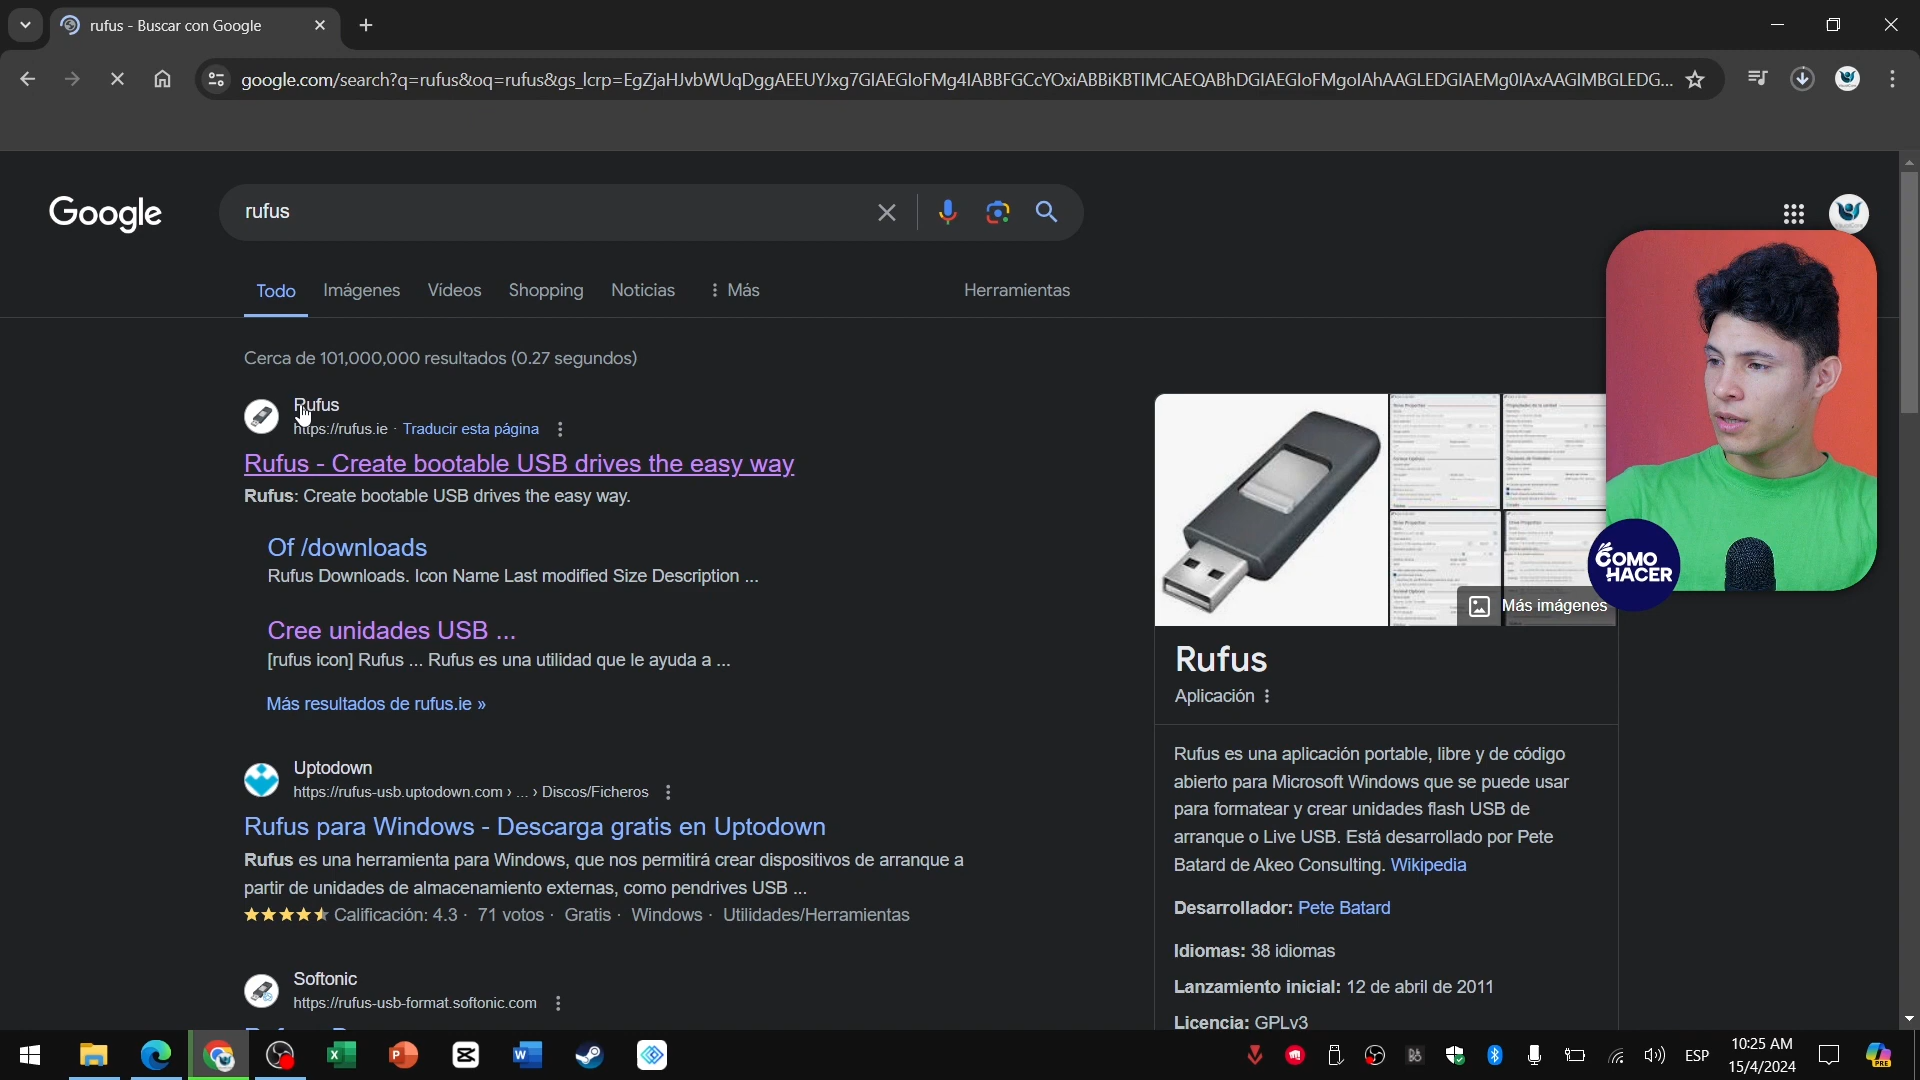 rufus - Buscar con Google
google.com/search?q=rufus&oq=rufus&gs_lcrp=EgZjaHJvbWUqDggAEEUYJxg7GIAEGIoFMg4IABBFGCcYOxiABBiKBTIMCAEQABhDGIAEGIoFMgoIAhAAGLEDGIAEMg0IAxAAGIMBGLEDG...
Google
rufus
Todo
Imágenes
Vídeos
Shopping
Noticias
Más
Herramientas
Cerca de 101,000,000 resultados (0.27 segundos)
Rufus
https://rufus.ie · Traducir esta página
Rufus - Create bootable USB drives the easy way
Rufus: Create bootable USB drives the easy way.
Of /downloads
Rufus Downloads. Icon Name Last modified Size Description ...
Cree unidades USB ...
[rufus icon] Rufus ... Rufus es una utilidad que le ayuda a ...
Más resultados de rufus.ie »
Uptodown
https://rufus-usb.uptodown.com › ... › Discos/Ficheros
Rufus para Windows - Descarga gratis en Uptodown
Rufus es una herramienta para Windows, que nos permitirá crear dispositivos de arranque a
partir de unidades de almacenamiento externas, como pendrives USB ...
Calificación: 4.3 · 71 votos · Gratis · Windows · Utilidades/Herramientas
Softonic
https://rufus-usb-format.softonic.com
Más imágenes
COMO
HACER
Rufus
Aplicación
Rufus es una aplicación portable, libre y de código
abierto para Microsoft Windows que se puede usar
para formatear y crear unidades flash USB de
arranque o Live USB. Está desarrollado por Pete
Batard de Akeo Consulting. Wikipedia
Desarrollador: Pete Batard
Idiomas: 38 idiomas
Lanzamiento inicial: 12 de abril de 2011
Licencia: GPLv3
ESP
10:25 AM
15/4/2024